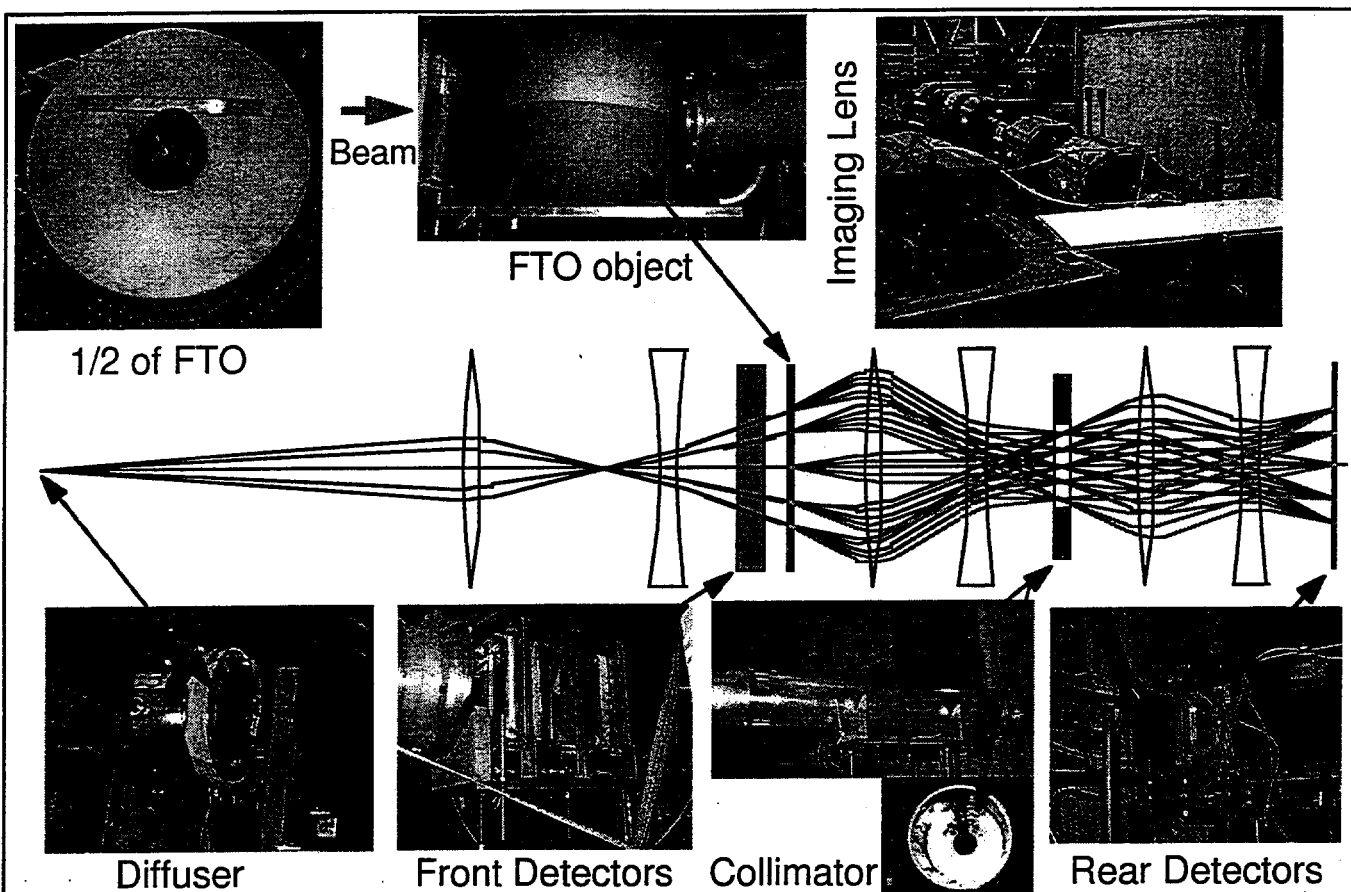 Beam
FTO object
Imaging Lens
1/2 of FTO
Diffuser
Front Detectors
Collimator
Rear Detectors